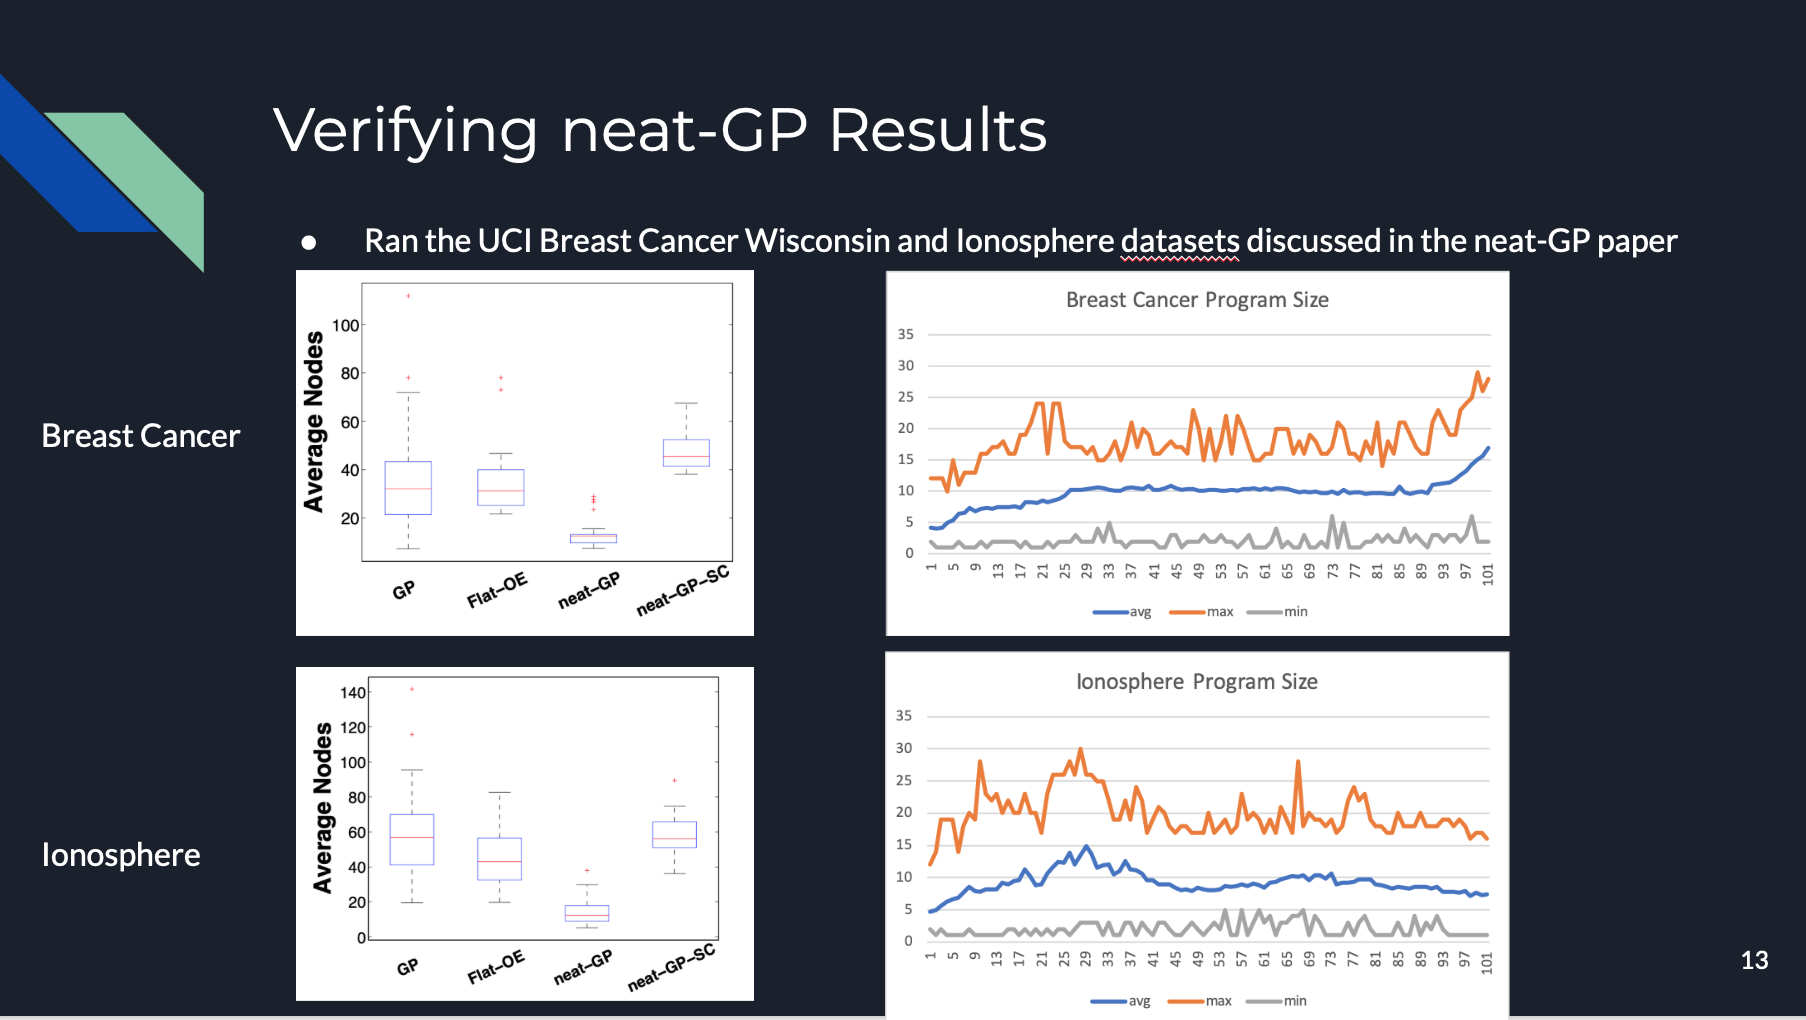 Verifying neat-GP Results
● Ran the UCI Breast Cancer Wisconsin and Ionosphere datasets discussed in the neat-GP paper
Breast Cancer
Average Nodes
100
80
60
40
20
GP Flat–OE neat–GP neat–GP–SC
Breast Cancer Program Size
35
30
25
20
15
10
5
0
1 5 9 13 17 21 25 29 33 37 41 45 49 53 57 61 65 69 73 77 81 85 89 93 97 101
avg max min
Ionosphere
Average Nodes
140
120
100
80
60
40
20
0
GP Flat–OE neat–GP neat–GP–SC
Ionosphere Program Size
35
30
25
20
15
10
5
0
1 5 9 13 17 21 25 29 33 37 41 45 49 53 57 61 65 69 73 77 81 85 89 93 97 101
avg max min
13